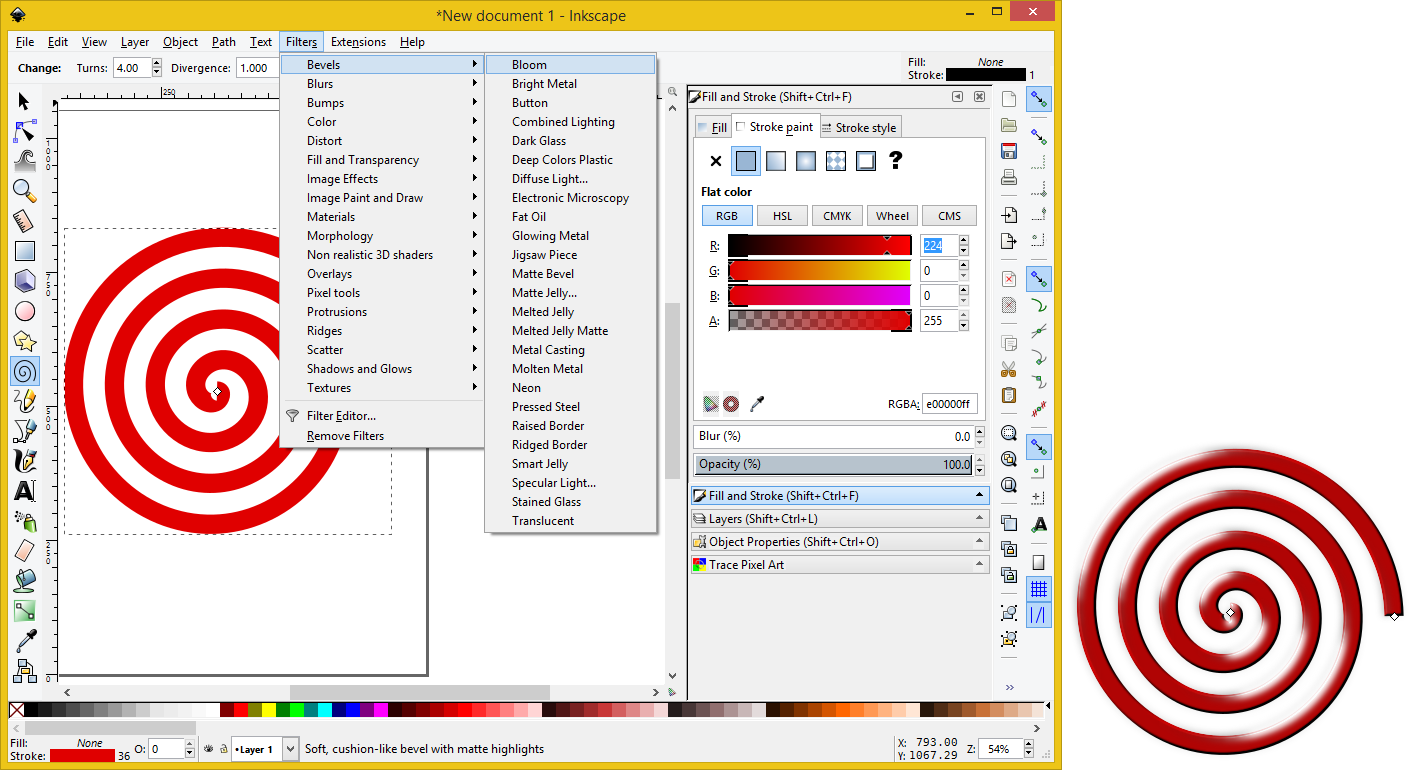 *New document 1 - Inkscape
File Edit View Layer Object Path Text Filters Extensions Help
Change: Turns: 4.00 Divergence: 1.000
Fill: None
Stroke: 1
250
Bevels
Blurs
Bumps
Color
Distort
Fill and Transparency
Image Effects
Image Paint and Draw
Materials
Morphology
Non realistic 3D shaders
Overlays
Pixel tools
Protrusions
Ridges
Scatter
Shadows and Glows
Textures
Filter Editor...
Remove Filters
Bloom
Bright Metal
Button
Combined Lighting
Dark Glass
Deep Colors Plastic
Diffuse Light...
Electronic Microscopy
Fat Oil
Glowing Metal
Jigsaw Piece
Matte Bevel
Matte Jelly...
Melted Jelly
Melted Jelly Matte
Metal Casting
Molten Metal
Neon
Pressed Steel
Raised Border
Ridged Border
Smart Jelly
Specular Light...
Stained Glass
Translucent
1000
750
500
250
0
Fill and Stroke (Shift+Ctrl+F)
Fill Stroke paint Stroke style
Flat color
RGB HSL CMYK Wheel CMS
R: 224
G: 0
B: 0
A: 255
RGBA: e00000ff
Blur (%) 0.0
Opacity (%) 100.0
Fill and Stroke (Shift+Ctrl+F)
Layers (Shift+Ctrl+L)
Object Properties (Shift+Ctrl+O)
Trace Pixel Art
Fill: None
Stroke: 36
O: 0
•Layer 1
Soft, cushion-like bevel with matte highlights
X: 793.00
Y: 1067.29
Z: 54%